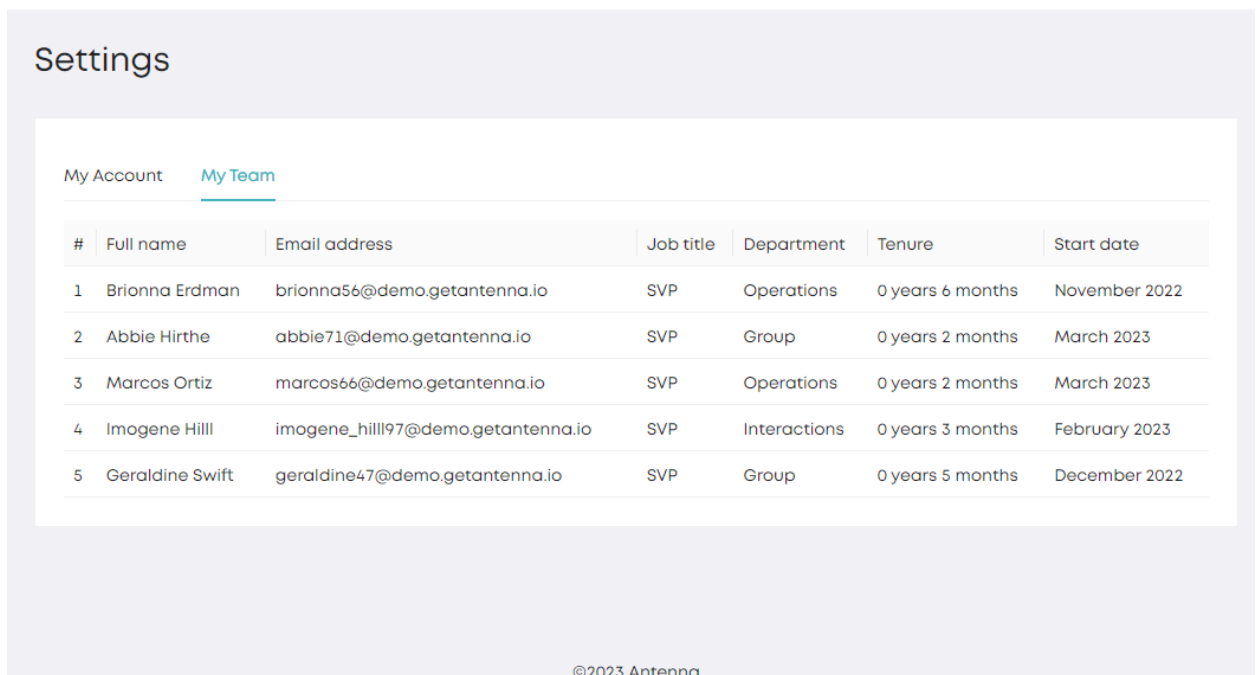 Settings
My Account My Team
# Full name Email address Job title Department Tenure Start date
1 Brionna Erdman brionna56@demo.getantenna.io SVP Operations 0 years 6 months November 2022
2 Abbie Hirthe abbie71@demo.getantenna.io SVP Group 0 years 2 months March 2023
3 Marcos Ortiz marcos66@demo.getantenna.io SVP Operations 0 years 2 months March 2023
4 Imogene Hilll imogene_hilll97@demo.getantenna.io SVP Interactions 0 years 3 months February 2023
5 Geraldine Swift geraldine47@demo.getantenna.io SVP Group 0 years 5 months December 2022
©2023 Antenna